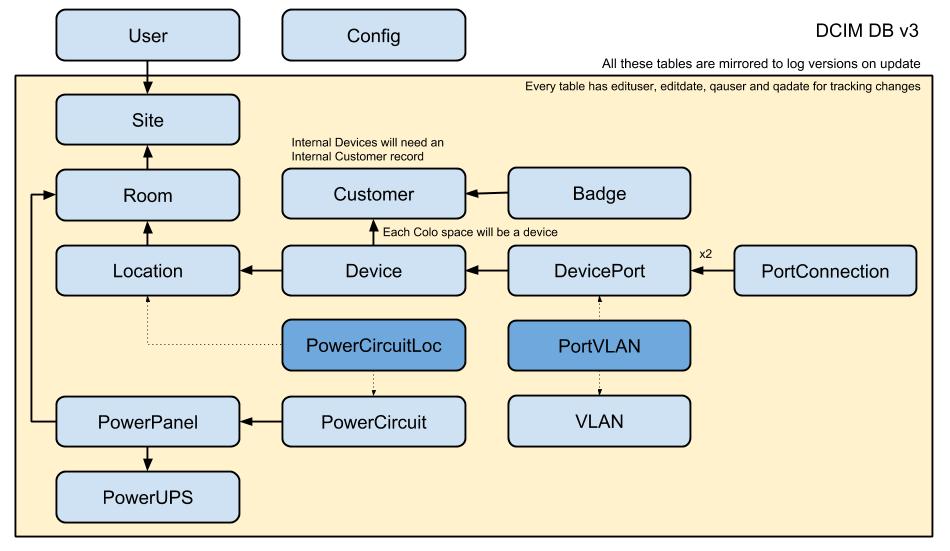 User
Config
DCIM DB v3
All these tables are mirrored to log versions on update
Every table has edituser, editdate, qauser and qadate for tracking changes
Site
Internal Devices will need an
Internal Customer record
Room
Customer
Badge
Each Colo space will be a device
x2
Location
Device
DevicePort
PortConnection
PowerCircuitLoc
PortVLAN
PowerPanel
PowerCircuit
VLAN
PowerUPS